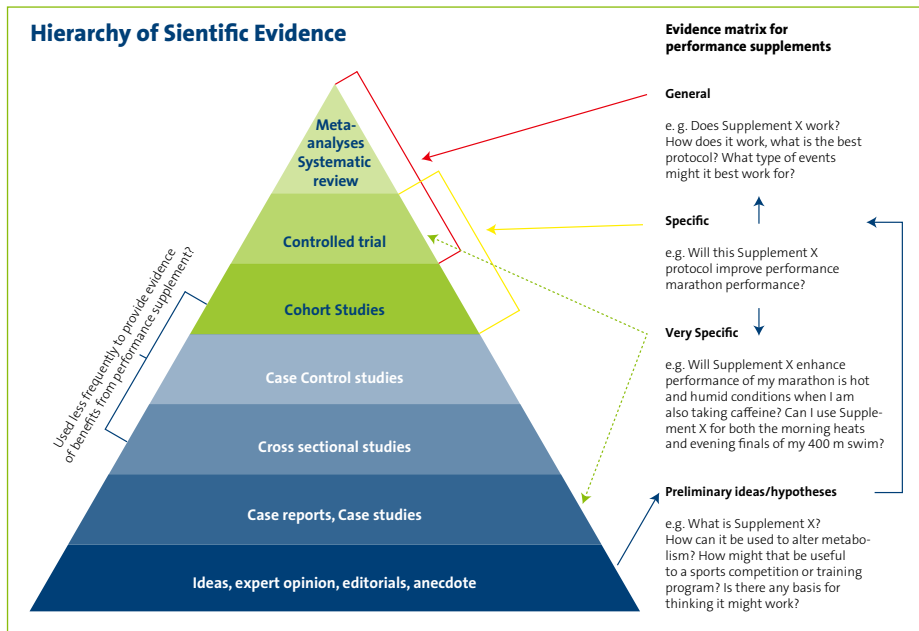 Hierarchy of Sientific Evidence
Meta-
analyses
Systematic
review
Controlled trial
Cohort Studies
Case Control studies
Cross sectional studies
Case reports, Case studies
Ideas, expert opinion, editorials, anecdote
Used less frequently to provide evidence
of benefits from performance supplement?
Evidence matrix for
performance supplements
General
e. g. Does Supplement X work?
How does it work, what is the best
protocol? What type of events
might it best work for?
Specific
e.g. Will this Supplement X
protocol improve performance
marathon performance?
Very Specific
e.g. Will Supplement X enhance
performance of my marathon is hot
and humid conditions when I am
also taking caffeine? Can I use Supple-
ment X for both the morning heats
and evening finals of my 400 m swim?
Preliminary ideas/hypotheses
e.g. What is Supplement X?
How can it be used to alter metabo-
lism? How might that be useful
to a sports competition or training
program? Is there any basis for
thinking it might work?